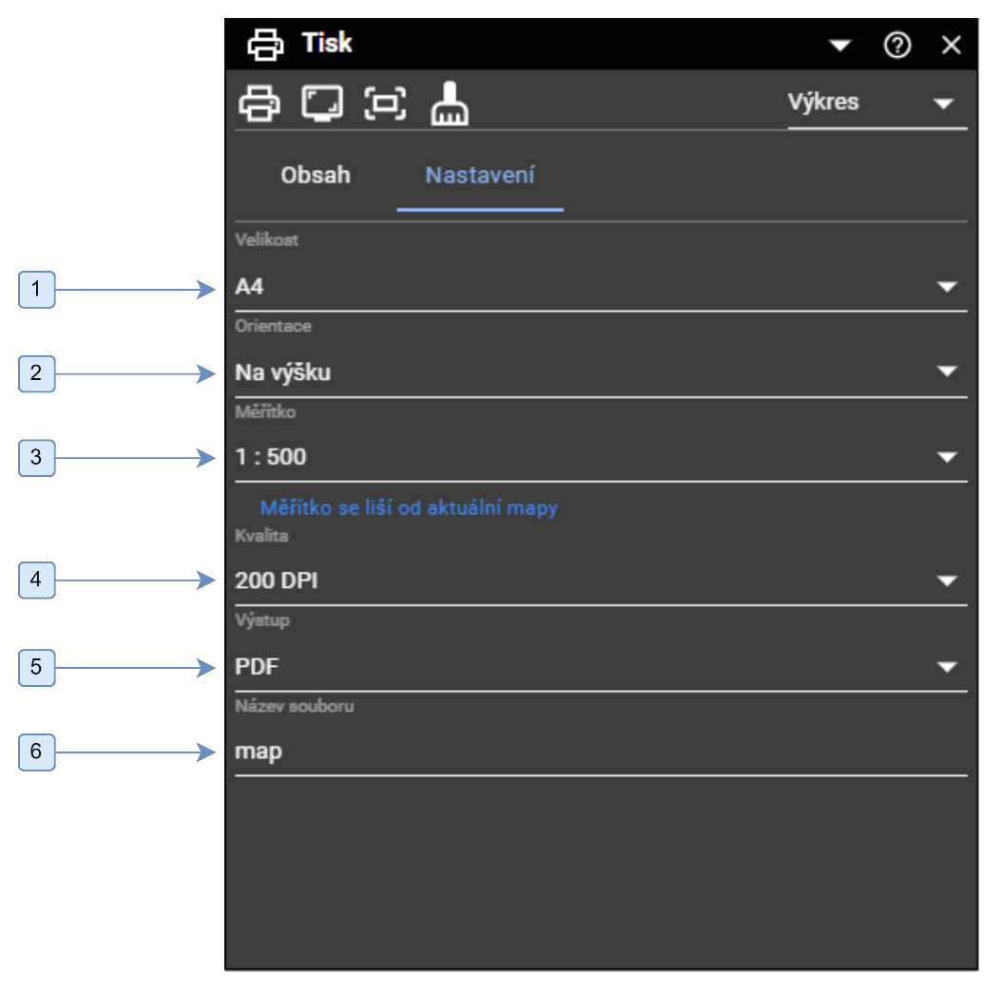 Tisk
Výkres
Obsah Nastavení
Velikost
1 A4
Orientace
2 Na výšku
Měřítko
3 1 : 500
Měřítko se liší od aktuální mapy
Kvalita
4 200 DPI
Výstup
5 PDF
Název souboru
6 map